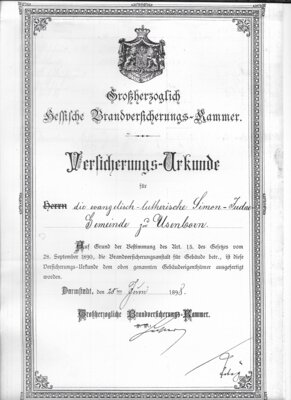 Großherzoglich
Hessische Brandversicherungs-Kammer.
Versicherungs-Urkunde
für
Herrn die evangelisch-lutherische Simon-Judas
Gemeinde zu Usenborn.
Auf Grund der Bestimmung des Art. 15. des Gesetzes vom
28. September 1890, die Brandversicherungsanstalt für Gebäude betr., ist diese
Versicherungs-Urkunde dem oben genannten Gebäudeeigenthümer ausgefertigt
worden.
Darmstadt, den Juni 1898.
Großherzogliche Brandversicherungs-Kammer.